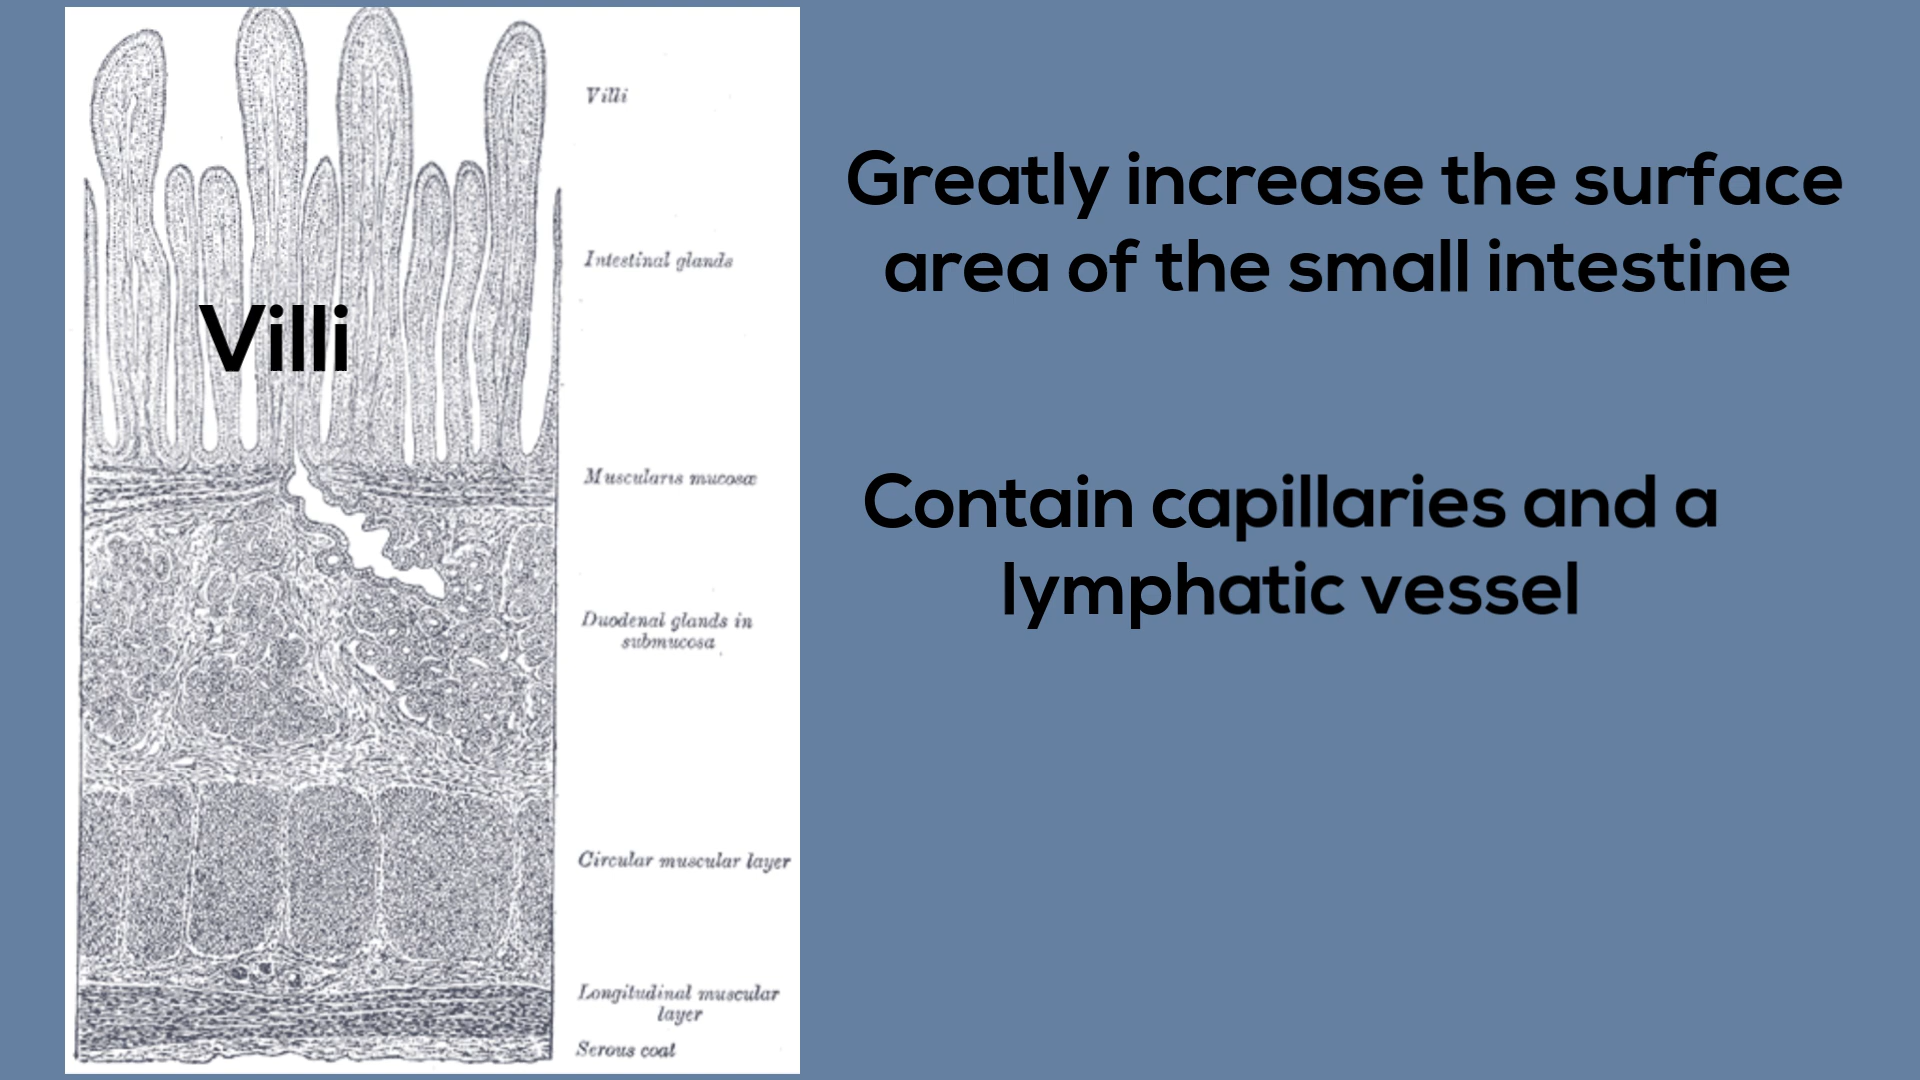 Villi
Intestinal glands
Villi
Muscularis mucosæ
Duodenal glands in
submucosa
Circular muscular layer
Longitudinal muscular
layer
Serous coat
Greatly increase the surface
area of the small intestine
Contain capillaries and a
lymphatic vessel